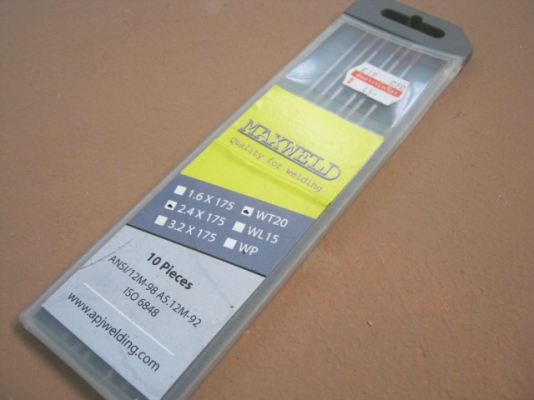 MAXWELD
Quality for welding
1.6 X 175 WT20
2.4 X 175 WL15
3.2 X 175 WP
10 Pieces
ANSI/12M-98 A5.12M-92
ISO 6848
www.apjwelding.com